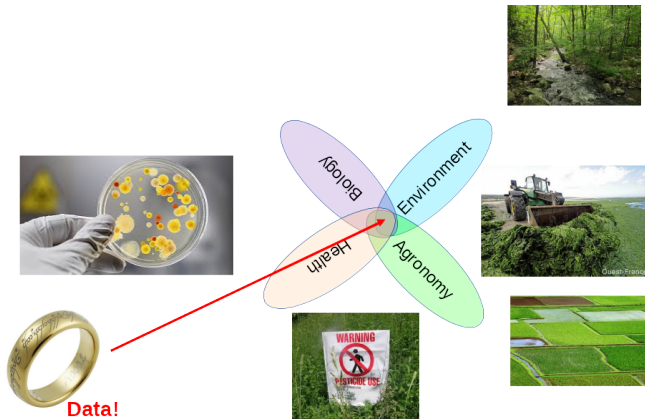 Biology
Environment
Health
Agronomy
Ouest-France
WARNING
PESTICIDE USE
Data!